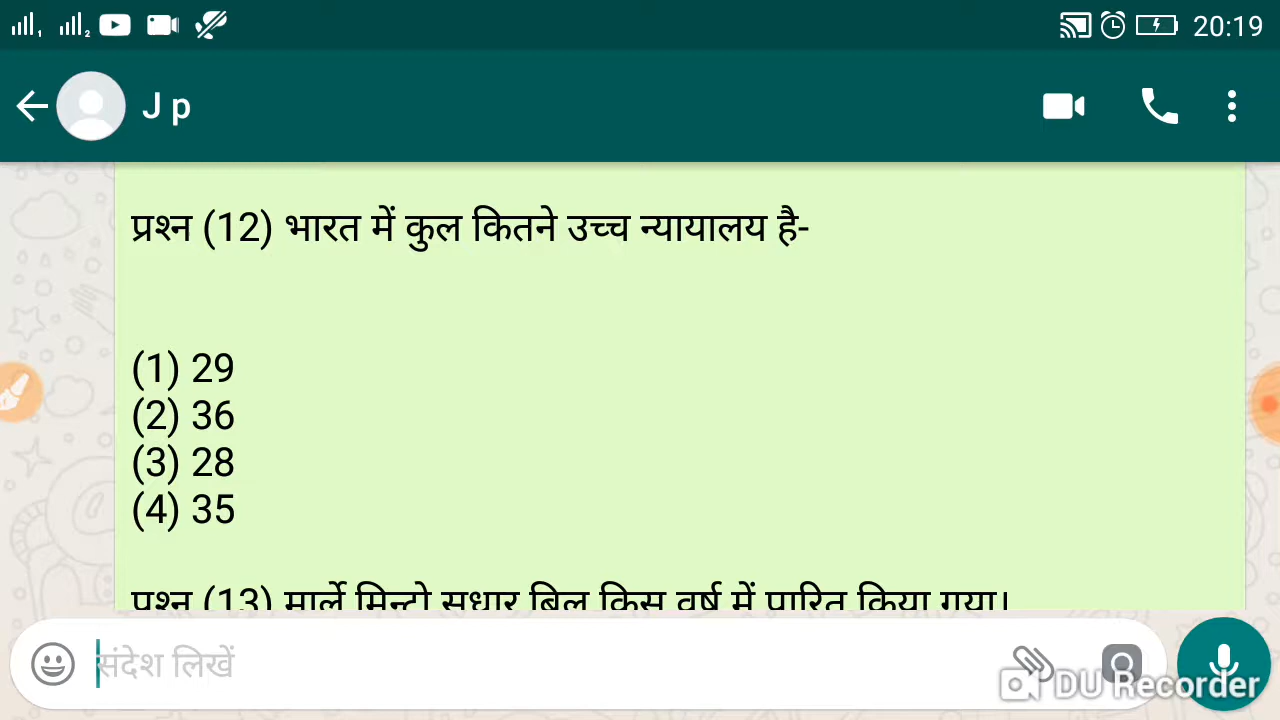 20:19
J p
प्रश्न (12) भारत में कुल कितने उच्च न्यायालय है-
(1) 29
(2) 36
(3) 28
(4) 35
प्रश्न (13) मार्ले मिन्टो सुधार बिल किस वर्ष में पारित किया गया।
संदेश लिखें
DU Recorder